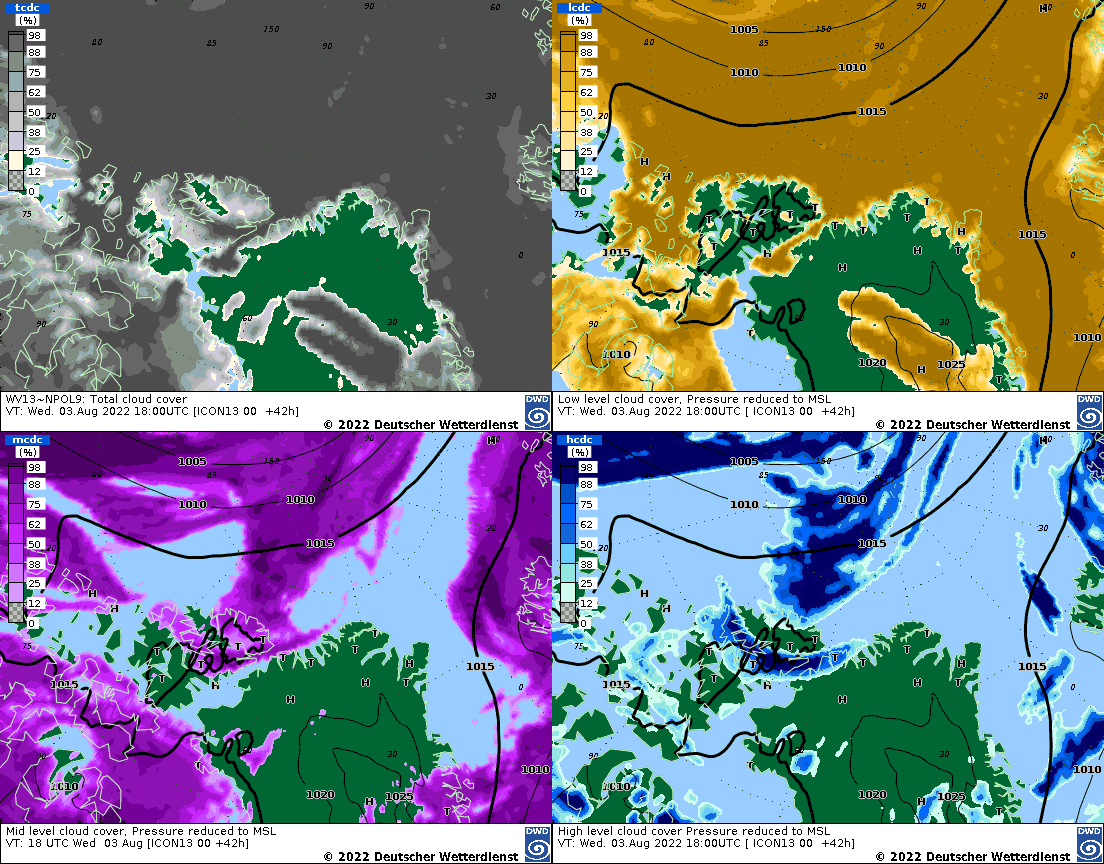 tcdc
(%)
98
88
75
62
50
38
25
12
0
90
60
150
80
85
90
30
20
75
0
90
60
30
WV13~NPOL9: Total cloud cover
VT: Wed. 03.Aug 2022 18:00UTC [ICON13 00 +42h]
© 2022 Deutscher Wetterdienst
DWD
lcdc
(%)
98
88
75
62
50
38
25
12
0
90
H
1005
150
80
85
90
1010
1010
30
1015
20
H
H
75
T
T
T
T
T
T
T
T
T
H
T
1015
1015
T
H
H
H
0
90
T
60
30
1010
1010
1020
H
1025
T
Low level cloud cover, Pressure reduced to MSL
VT: Wed. 03.Aug 2022 18:00UTC [ ICON13 00 +42h]
© 2022 Deutscher Wetterdienst
DWD
mcdc
(%)
98
88
75
62
50
38
25
12
0
90
H
1005
150
80
85
1010
1010
30
1015
20
H
H
75
T
T
T
T
T
T
T
T
H
T
T
1015
1015
H
H
H
0
90
T
60
30
1010
1010
1020
H
1025
T
Mid level cloud cover, Pressure reduced to MSL
VT: 18 UTC Wed 03 Aug [ICON13 00 +42h]
© 2022 Deutscher Wetterdienst
DWD
hcdc
(%)
98
88
75
62
50
38
25
12
0
90
H
1005
150
80
85
1010
1010
30
1015
20
H
H
75
T
T
T
T
T
T
T
H
T
T
1015
1015
H
H
H
0
90
T
60
30
1010
1010
1020
H
1025
T
High level cloud cover Pressure reduced to MSL
VT: Wed. 03.Aug 2022 18:00UTC [ ICON13 00 +42h]
© 2022 Deutscher Wetterdienst
DWD